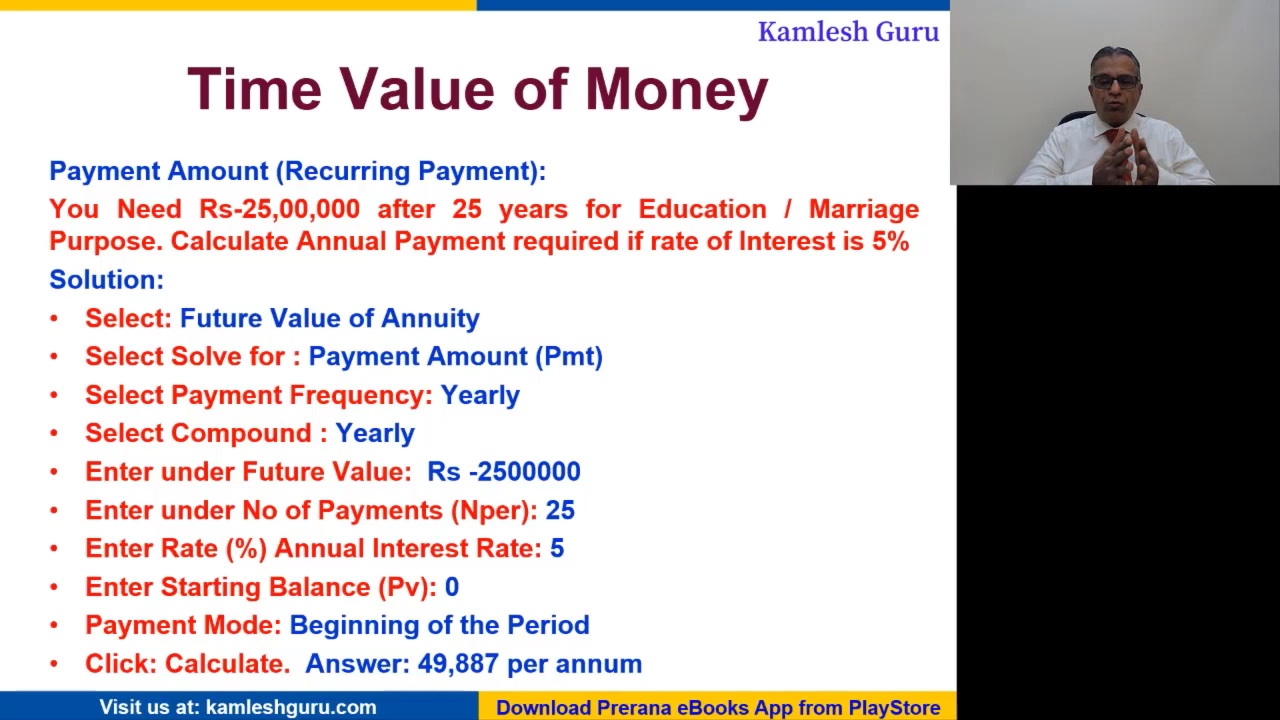 Kamlesh Guru
Time Value of Money
Payment Amount (Recurring Payment):
You Need Rs-25,00,000 after 25 years for Education / Marriage
Purpose. Calculate Annual Payment required if rate of Interest is 5%
Solution:
• Select: Future Value of Annuity
• Select Solve for : Payment Amount (Pmt)
• Select Payment Frequency: Yearly
• Select Compound : Yearly
• Enter under Future Value: Rs -2500000
• Enter under No of Payments (Nper): 25
• Enter Rate (%) Annual Interest Rate: 5
• Enter Starting Balance (Pv): 0
• Payment Mode: Beginning of the Period
• Click: Calculate. Answer: 49,887 per annum
Visit us at: kamleshguru.com
Download Prerana eBooks App from PlayStore